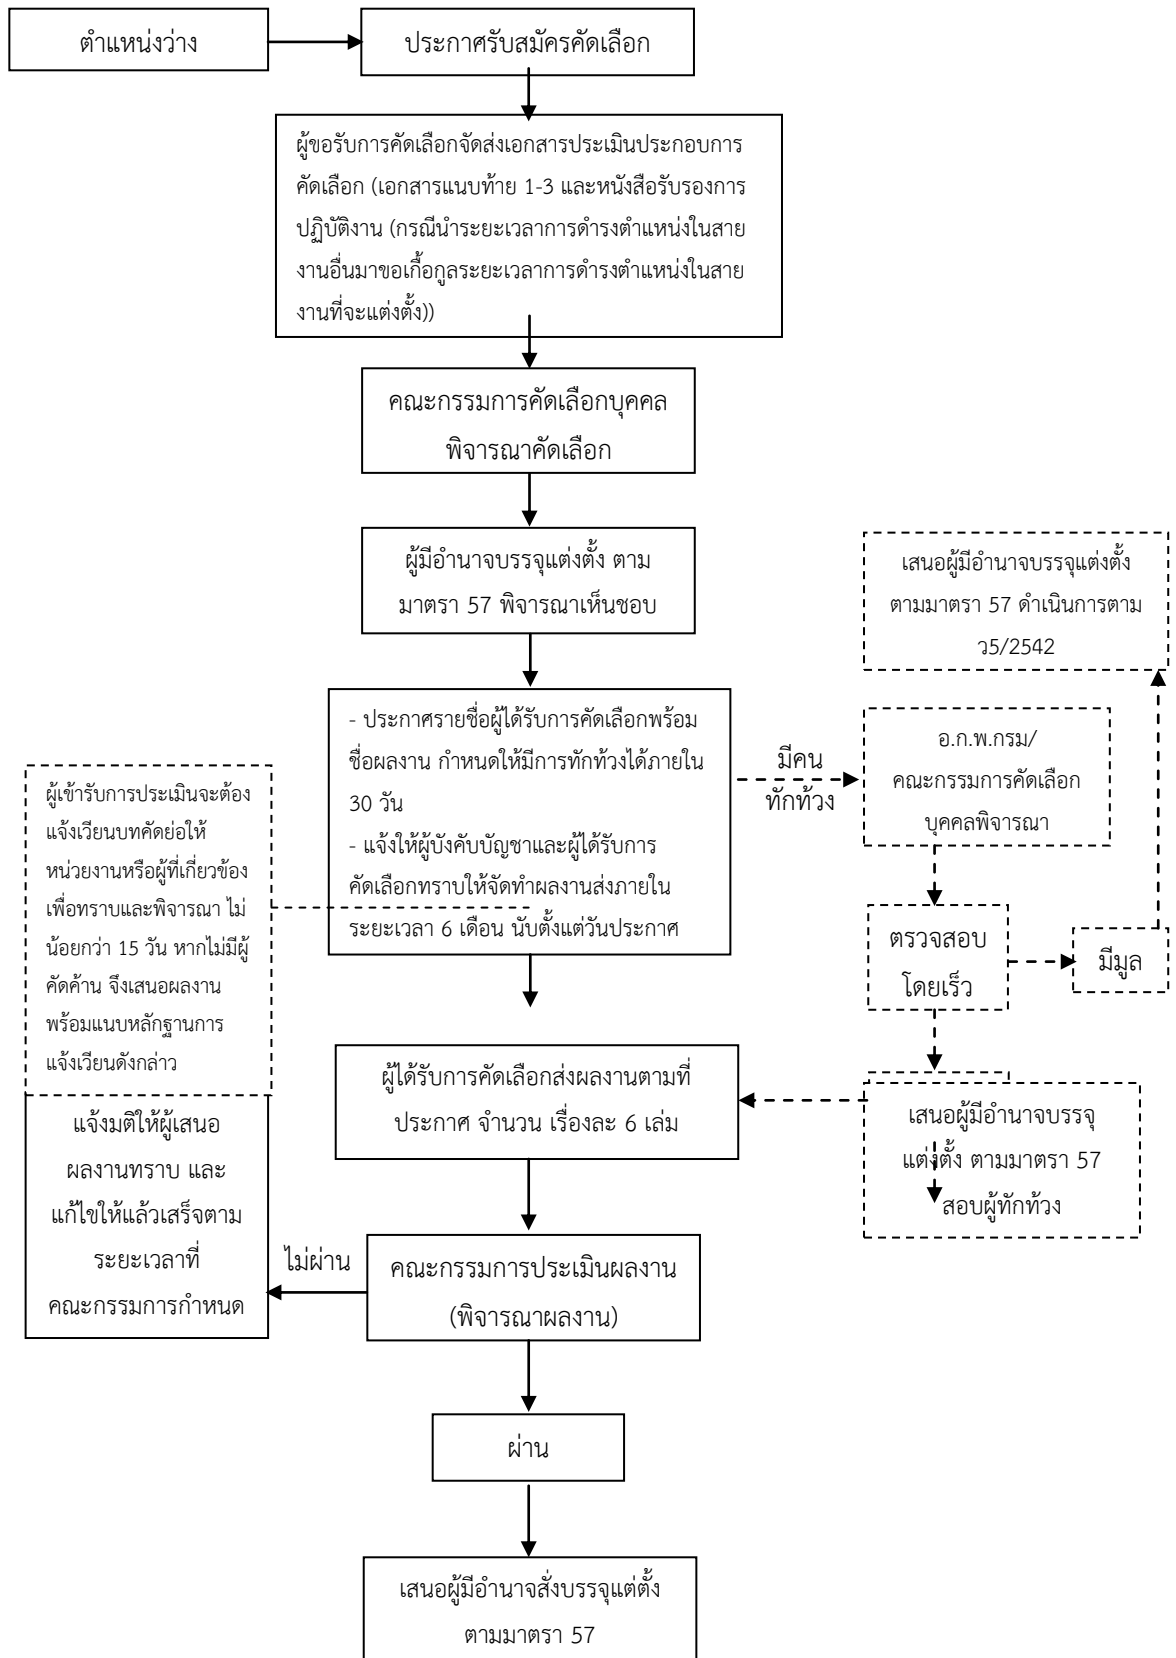 ตำแหน่งว่าง
ประกาศรับสมัครคัดเลือก
ผู้ขอรับการคัดเลือกจัดส่งเอกสารประเมินประกอบการ
คัดเลือก (เอกสารแนบท้าย 1-3 และหนังสือรับรองการ
ปฏิบัติงาน (กรณีนำระยะเวลาการดำรงตำแหน่งในสาย
งานอื่นมาขอเกื้อกูลระยะเวลาการดำรงตำแหน่งในสาย
งานที่จะแต่งตั้ง))
คณะกรรมการคัดเลือกบุคคล
พิจารณาคัดเลือก
ผู้มีอำนาจบรรจุแต่งตั้ง ตาม
มาตรา 57 พิจารณาเห็นชอบ
เสนอผู้มีอำนาจบรรจุแต่งตั้ง
ตามมาตรา 57 ดำเนินการตาม
ว5/2542
- ประกาศรายชื่อผู้ได้รับการคัดเลือกพร้อม
ชื่อผลงาน กำหนดให้มีการทักท้วงได้ภายใน
30 วัน
- แจ้งให้ผู้บังคับบัญชาและผู้ได้รับการ
คัดเลือกทราบให้จัดทำผลงานส่งภายใน
ระยะเวลา 6 เดือน นับตั้งแต่วันประกาศ
มีคน
ทักท้วง
อ.ก.พ.กรม/
คณะกรรมการคัดเลือก
บุคคลพิจารณา
ผู้เข้ารับการประเมินจะต้อง
แจ้งเวียนบทคัดย่อให้
หน่วยงานหรือผู้ที่เกี่ยวข้อง
เพื่อทราบและพิจารณา ไม่
น้อยกว่า 15 วัน หากไม่มีผู้
คัดค้าน จึงเสนอผลงาน
พร้อมแนบหลักฐานการ
แจ้งเวียนดังกล่าว
ตรวจสอบ
โดยเร็ว
มีมูล
ผู้ได้รับการคัดเลือกส่งผลงานตามที่
ประกาศ จำนวน เรื่องละ 6 เล่ม
เสนอผู้มีอำนาจบรรจุ
แต่งตั้ง ตามมาตรา 57
สอบผู้ทักท้วง
แจ้งมติให้ผู้เสนอ
ผลงานทราบ และ
แก้ไขให้แล้วเสร็จตาม
ระยะเวลาที่
คณะกรรมการกำหนด
ไม่ผ่าน
คณะกรรมการประเมินผลงาน
(พิจารณาผลงาน)
ผ่าน
เสนอผู้มีอำนาจสั่งบรรจุแต่ตั้ง
ตามมาตรา 57